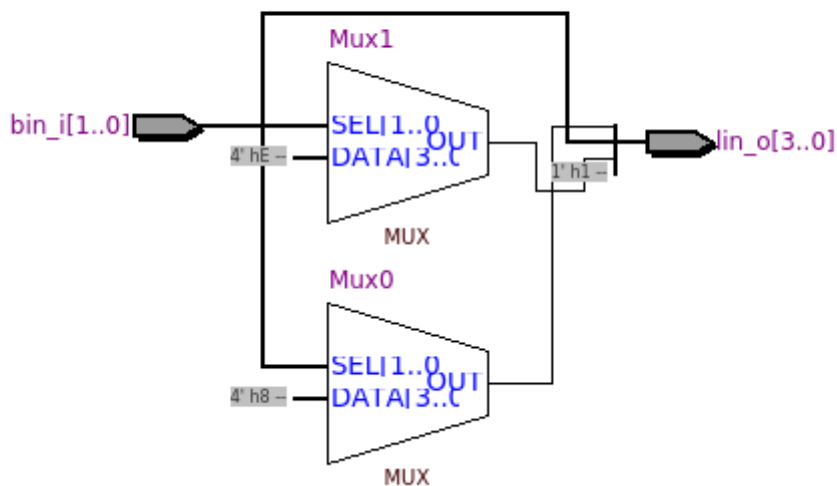 Mux1
bin_i[1..0]
SEL[1..0
OUT
lin_o[3..0]
4' hE --
DATA[3..0
1' h1 --
MUX
Mux0
SEL[1..0
OUT
4' h8 --
DATA[3..0
MUX